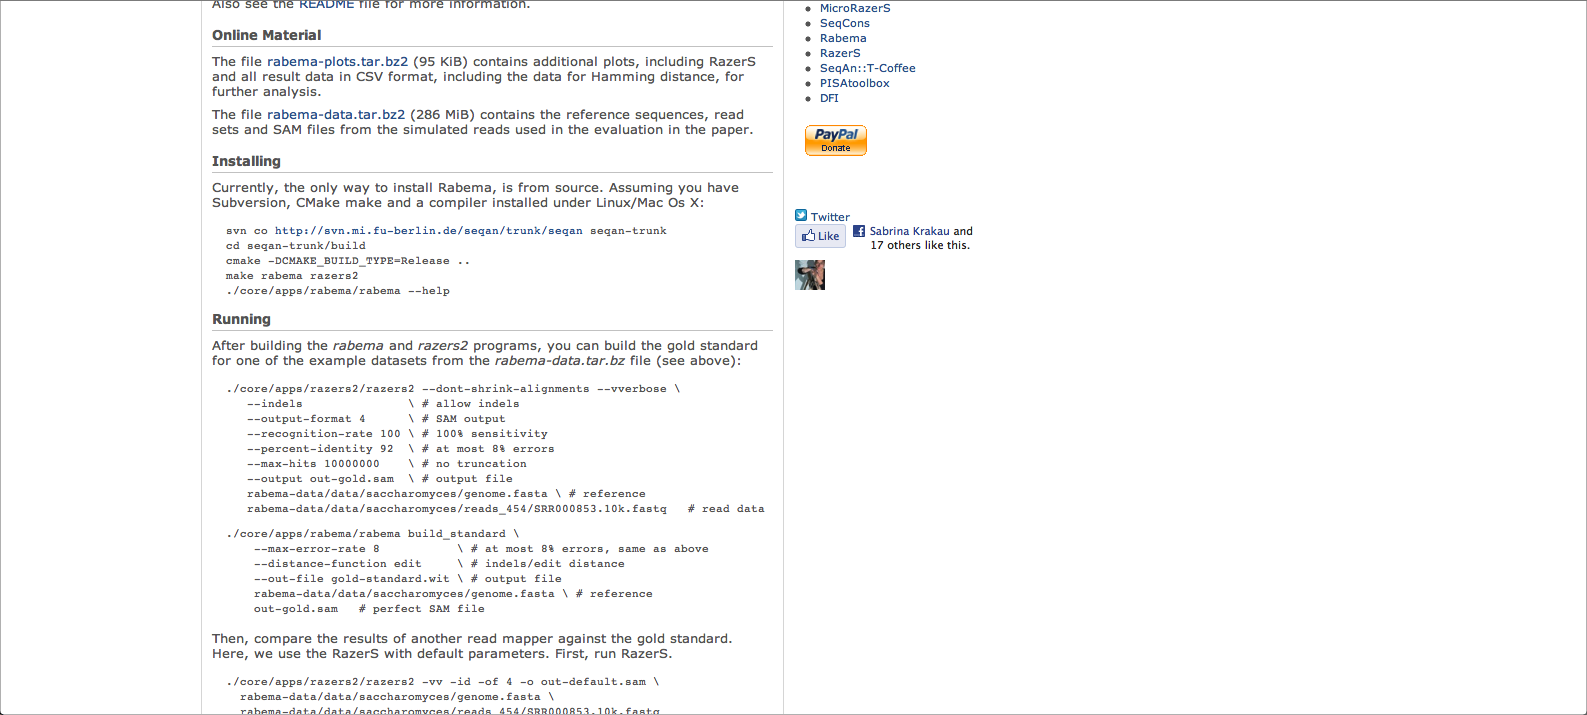 Also see the README file for more information.
Online Material
The file rabema-plots.tar.bz2 (95 KiB) contains additional plots, including RazerS
and all result data in CSV format, including the data for Hamming distance, for
further analysis.
The file rabema-data.tar.bz2 (286 MiB) contains the reference sequences, read
sets and SAM files from the simulated reads used in the evaluation in the paper.
Installing
Currently, the only way to install Rabema, is from source. Assuming you have
Subversion, CMake make and a compiler installed under Linux/Mac Os X:
svn co http://svn.mi.fu-berlin.de/seqan/trunk/seqan seqan-trunk
cd seqan-trunk/build
cmake -DCMAKE_BUILD_TYPE=Release ..
make rabema razers2
./core/apps/rabema/rabema --help
Running
After building the rabema and razers2 programs, you can build the gold standard
for one of the example datasets from the rabema-data.tar.bz file (see above):
./core/apps/razers2/razers2 --dont-shrink-alignments --vverbose \
--indels \ # allow indels
--output-format 4 \ # SAM output
--recognition-rate 100 \ # 100% sensitivity
--percent-identity 92 \ # at most 8% errors
--max-hits 10000000 \ # no truncation
--output out-gold.sam \ # output file
rabema-data/data/saccharomyces/genome.fasta \ # reference
rabema-data/data/saccharomyces/reads_454/SRR000853.10k.fastq # read data
./core/apps/rabema/rabema build_standard \
--max-error-rate 8 \ # at most 8% errors, same as above
--distance-function edit \ # indels/edit distance
--out-file gold-standard.wit \ # output file
rabema-data/data/saccharomyces/genome.fasta \ # reference
out-gold.sam # perfect SAM file
Then, compare the results of another read mapper against the gold standard.
Here, we use the RazerS with default parameters. First, run RazerS.
./core/apps/razers2/razers2 -vv -id -of 4 -o out-default.sam \
rabema-data/data/saccharomyces/genome.fasta \
rabema-data/data/saccharomyces/reads_454/SRR000853.10k.fastq
MicroRazerS
SeqCons
Rabema
RazerS
SeqAn::T-Coffee
PISAtoolbox
DFI
PayPal
Donate
Twitter
Like
Sabrina Krakau and
17 others like this.